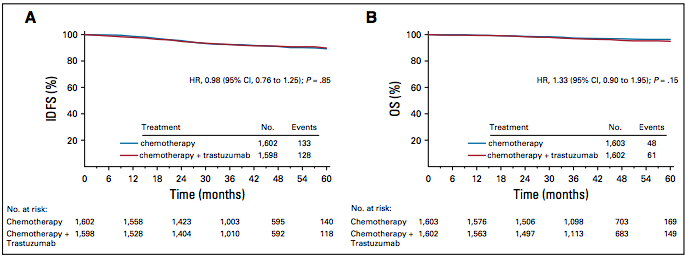 A
IDFS (%)
100
80
60
40
20
HR, 0.98 (95% CI, 0.76 to 1.25); P = .85
Treatment No. Events
chemotherapy 1,602 133
chemotherapy + trastuzumab 1,598 128
0 6 12 18 24 30 36 42 48 54 60
Time (months)
No. at risk:
Chemotherapy 1,602 1,558 1,423 1,003 595 140
Chemotherapy + 1,598 1,528 1,404 1,010 592 118
Trastuzumab
B
OS (%)
100
80
60
40
20
HR, 1.33 (95% CI, 0.90 to 1.95); P = .15
Treatment No. Events
chemotherapy 1,603 48
chemotherapy + trastuzumab 1,602 61
0 6 12 18 24 30 36 42 48 54 60
Time (months)
No. at risk:
Chemotherapy 1,603 1,576 1,506 1,098 703 169
Chemotherapy + 1,602 1,563 1,497 1,113 683 149
Trastuzumab